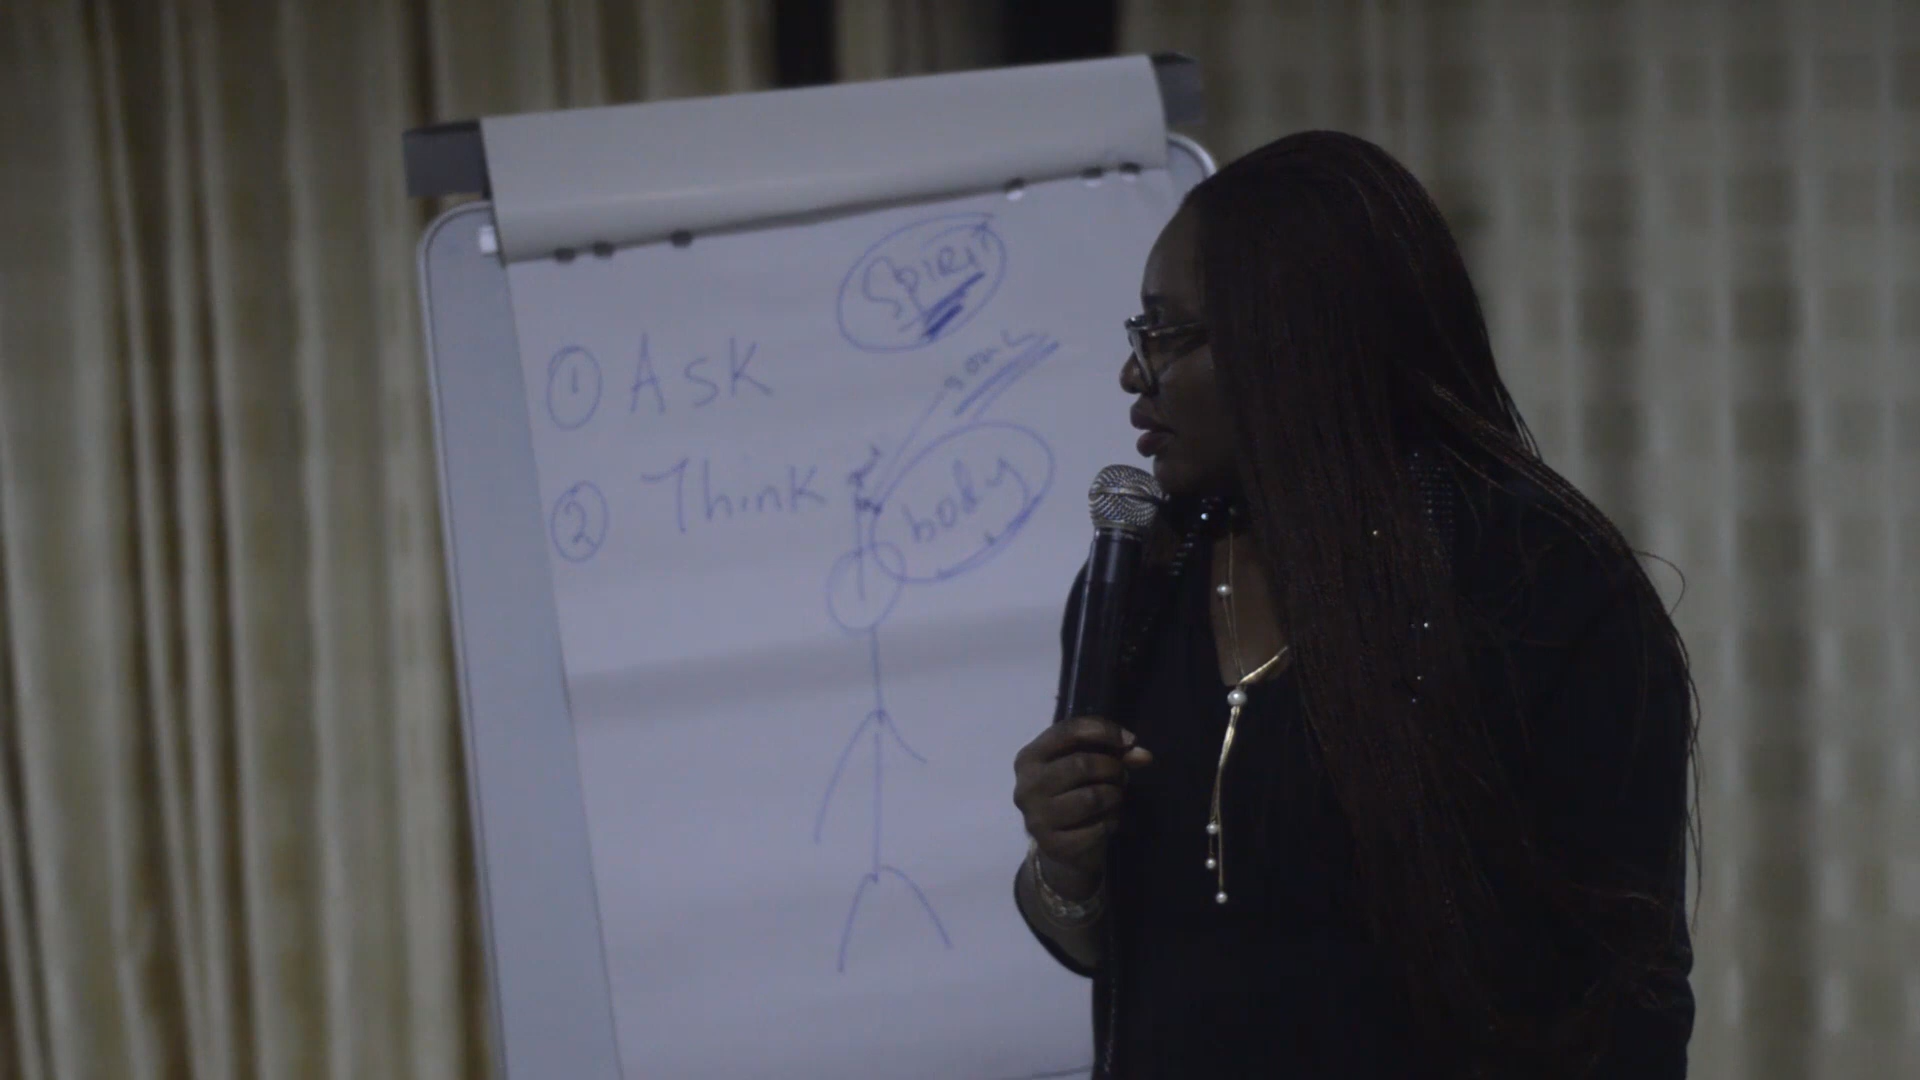 Spirit
① Ask
soul
② Think
body